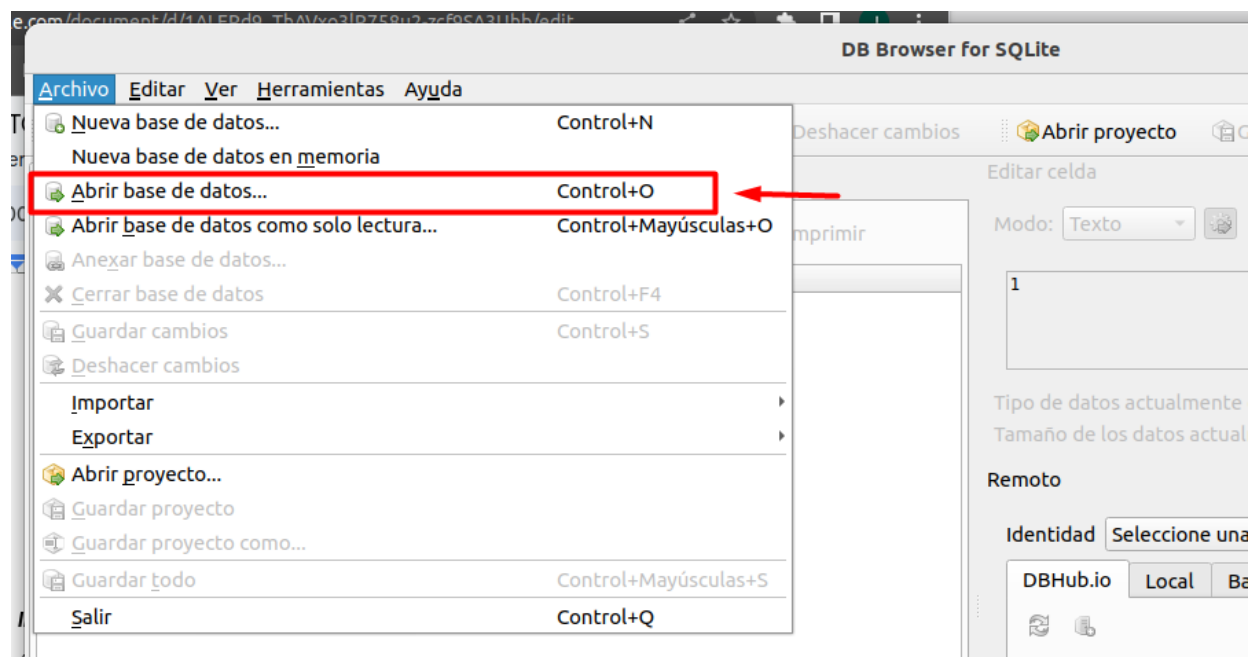 DB Browser for SQLite
Archivo Editar Ver Herramientas Ayuda
Nueva base de datos... Control+N
Deshacer cambios
Abrir proyecto
Nueva base de datos en memoria
Editar celda
Abrir base de datos... Control+O
Abrir base de datos como solo lectura... Control+Mayúsculas+O
Modo: Texto
Anexar base de datos...
1
Cerrar base de datos Control+F4
Guardar cambios Control+S
Deshacer cambios
Importar
Tipo de datos actualmente
Exportar
Tamaño de los datos
Abrir proyecto...
Remoto
Guardar proyecto
Identidad Seleccione una
Guardar proyecto como...
Guardar todo Control+Mayúsculas+S
DBHub.io Local
Salir Control+Q